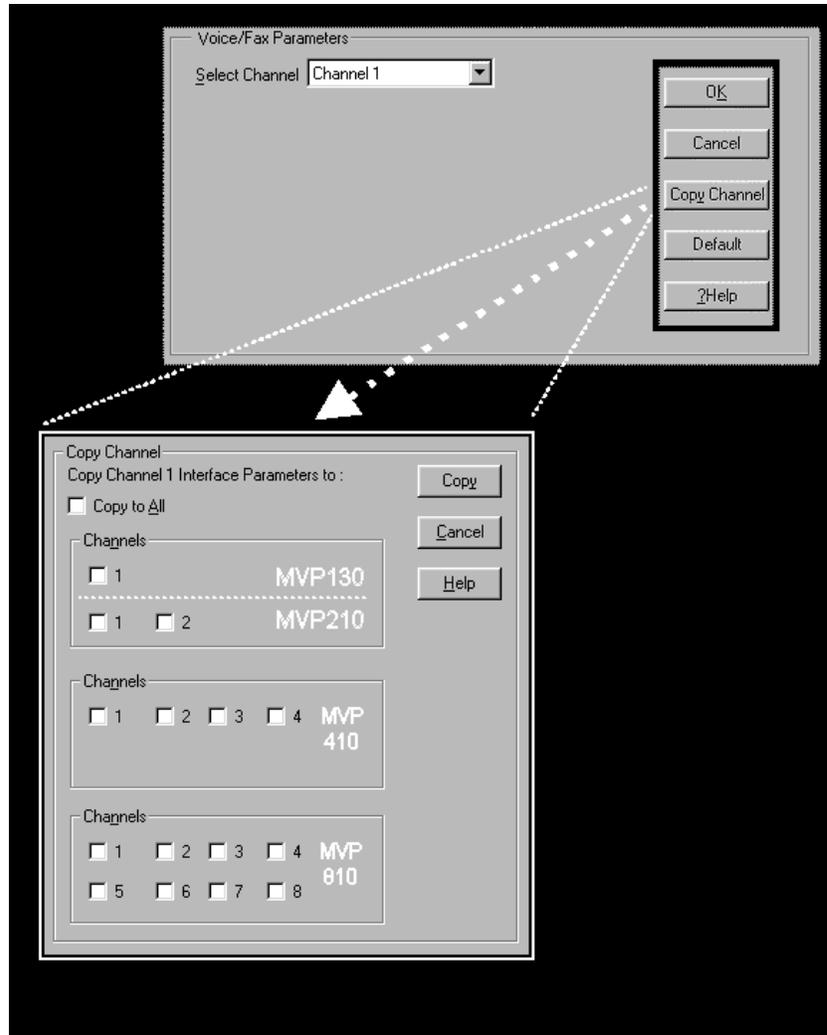 Voice/Fax Parameters
Select Channel Channel 1
OK
Cancel
Copy Channel
Default
?Help
Copy Channel
Copy Channel 1 Interface Parameters to :
Copy
Copy to All
Cancel
Channels
1 MVP130
Help
1 2 MVP210
Channels
1 2 3 4 MVP
410
Channels
1 2 3 4 MVP
810
5 6 7 8